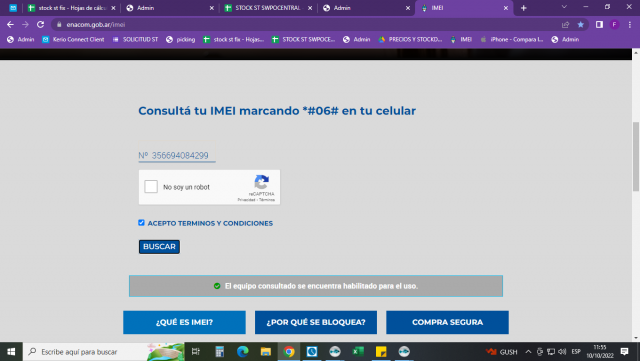 stock st fix - Hojas de cálc
Admin
STOCK ST SWPOCENTRAL
Admin
IMEI
enacom.gob.ar/imei
F
Admin
Kerio Connect Client
SOLICITUD ST
picking
stock st fix - Hojas...
STOCK ST SWPOCE...
Admin
PRECIOS Y STOCKD...
IMEI
iPhone - Compara l...
Admin
Consultá tu IMEI marcando *#06# en tu celular
Nº 356694084299
No soy un robot
reCAPTCHA
Privacidad - Términos
ACEPTO TERMINOS Y CONDICIONES
BUSCAR
El equipo consultado se encuentra habilitado para el uso.
¿QUÉ ES IMEI?
¿POR QUÉ SE BLOQUEA?
COMPRA SEGURA
Escribe aquí para buscar
GUSH
ESP
11:55
10/10/2022